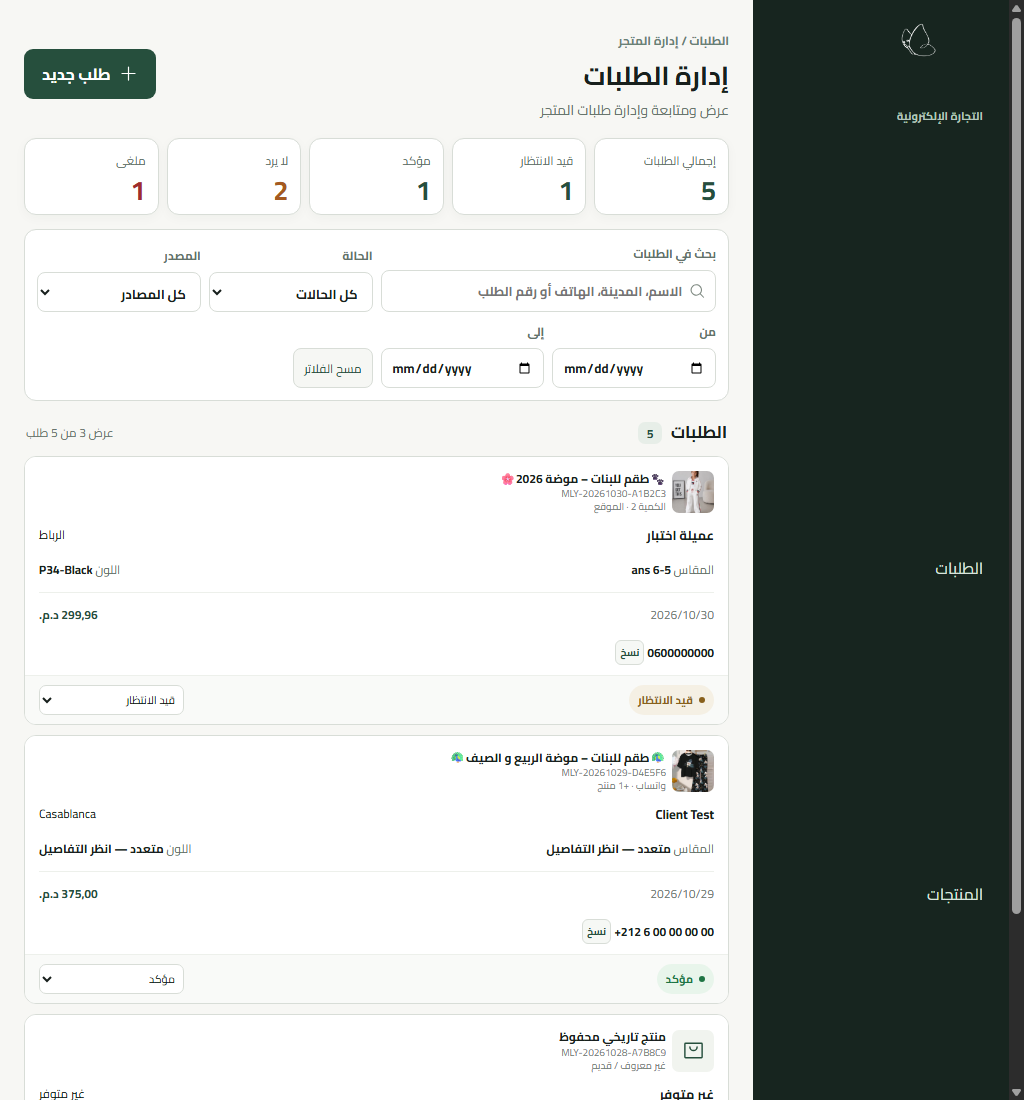 التجارة الإلكترونية
الطلبات
المنتجات
الطلبات / إدارة المتجر
إدارة الطلبات
عرض ومتابعة وإدارة طلبات المتجر
طلب جديد
إجمالي الطلبات
5
قيد الانتظار
1
مؤكد
1
لا يرد
2
ملغى
1
بحث في الطلبات
الاسم، المدينة، الهاتف أو رقم الطلب
الحالة
كل الحالات
المصدر
كل المصادر
من
mm/dd/yyyy
إلى
mm/dd/yyyy
مسح الفلاتر
الطلبات 5
عرض 3 من 5 طلب
🐾 طقم للبنات – موضة 2026 🌸
MLY-20261030-A1B2C3
الكمية 2 · الموقع
عميلة اختبار
الرباط
المقاس 5-6 ans
اللون P34-Black
2026/10/30
299,96 د.م.
0600000000 نسخ
قيد الانتظار
قيد الانتظار
🦚 طقم للبنات – موضة الربيع و الصيف 🦚
MLY-20261029-D4E5F6
واتساب · +1 منتج
Client Test
Casablanca
المقاس متعدد — انظر التفاصيل
اللون متعدد — انظر التفاصيل
2026/10/29
375,00 د.م.
+212 6 00 00 00 00 نسخ
مؤكد
مؤكد
منتج تاريخي محفوظ
MLY-20261028-A7B8C9
غير معروف / قديم
غير متوفر
غير متوفر